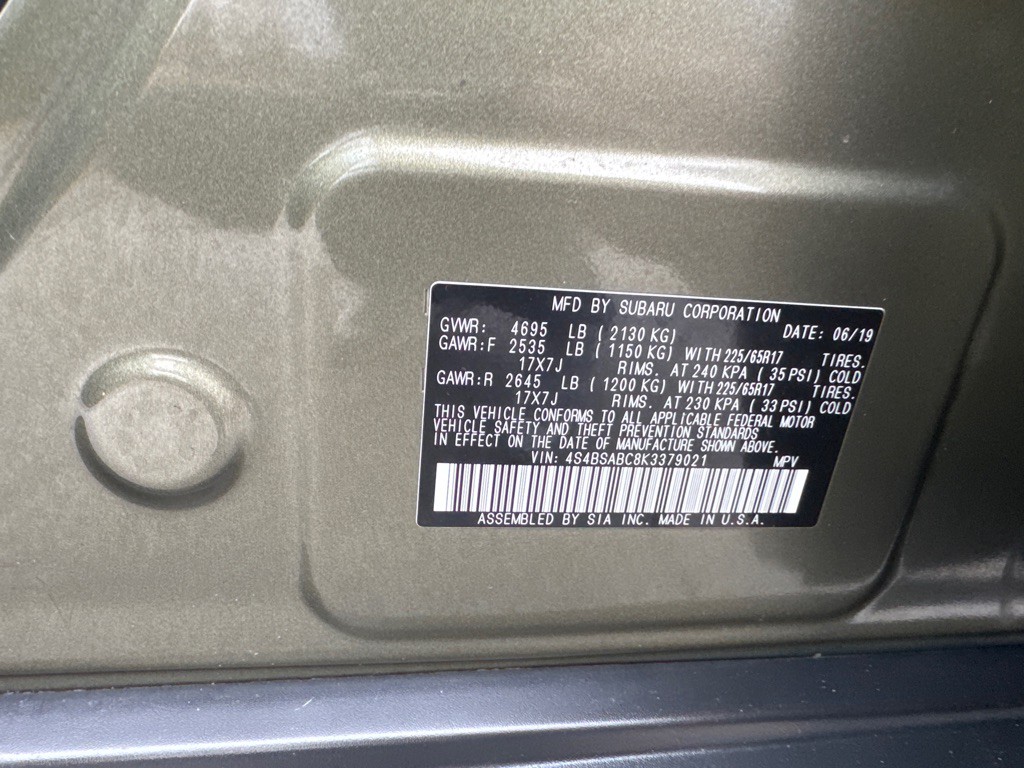 MFD BY SUBARU CORPORATION
GVWR: 4695 LB (2130 KG) DATE: 06/19
GAWR:F 2535 LB (1150 KG) WITH 225/65R17 TIRES.
17X7J RIMS. AT 240 KPA (35 PSI) COLD
GAWR:R 2645 LB (1200 KG) WITH 225/65R17 TIRES.
17X7J RIMS. AT 230 KPA (33 PSI) COLD
THIS VEHICLE CONFORMS TO ALL APPLICABLE FEDERAL MOTOR
VEHICLE SAFETY AND THEFT PREVENTION STANDARDS
IN EFFECT ON THE DATE OF MANUFACTURE SHOWN ABOVE.
VIN: 4S4BSABC8K3379021 MPV
ASSEMBLED BY SIA INC. MADE IN U.S.A.